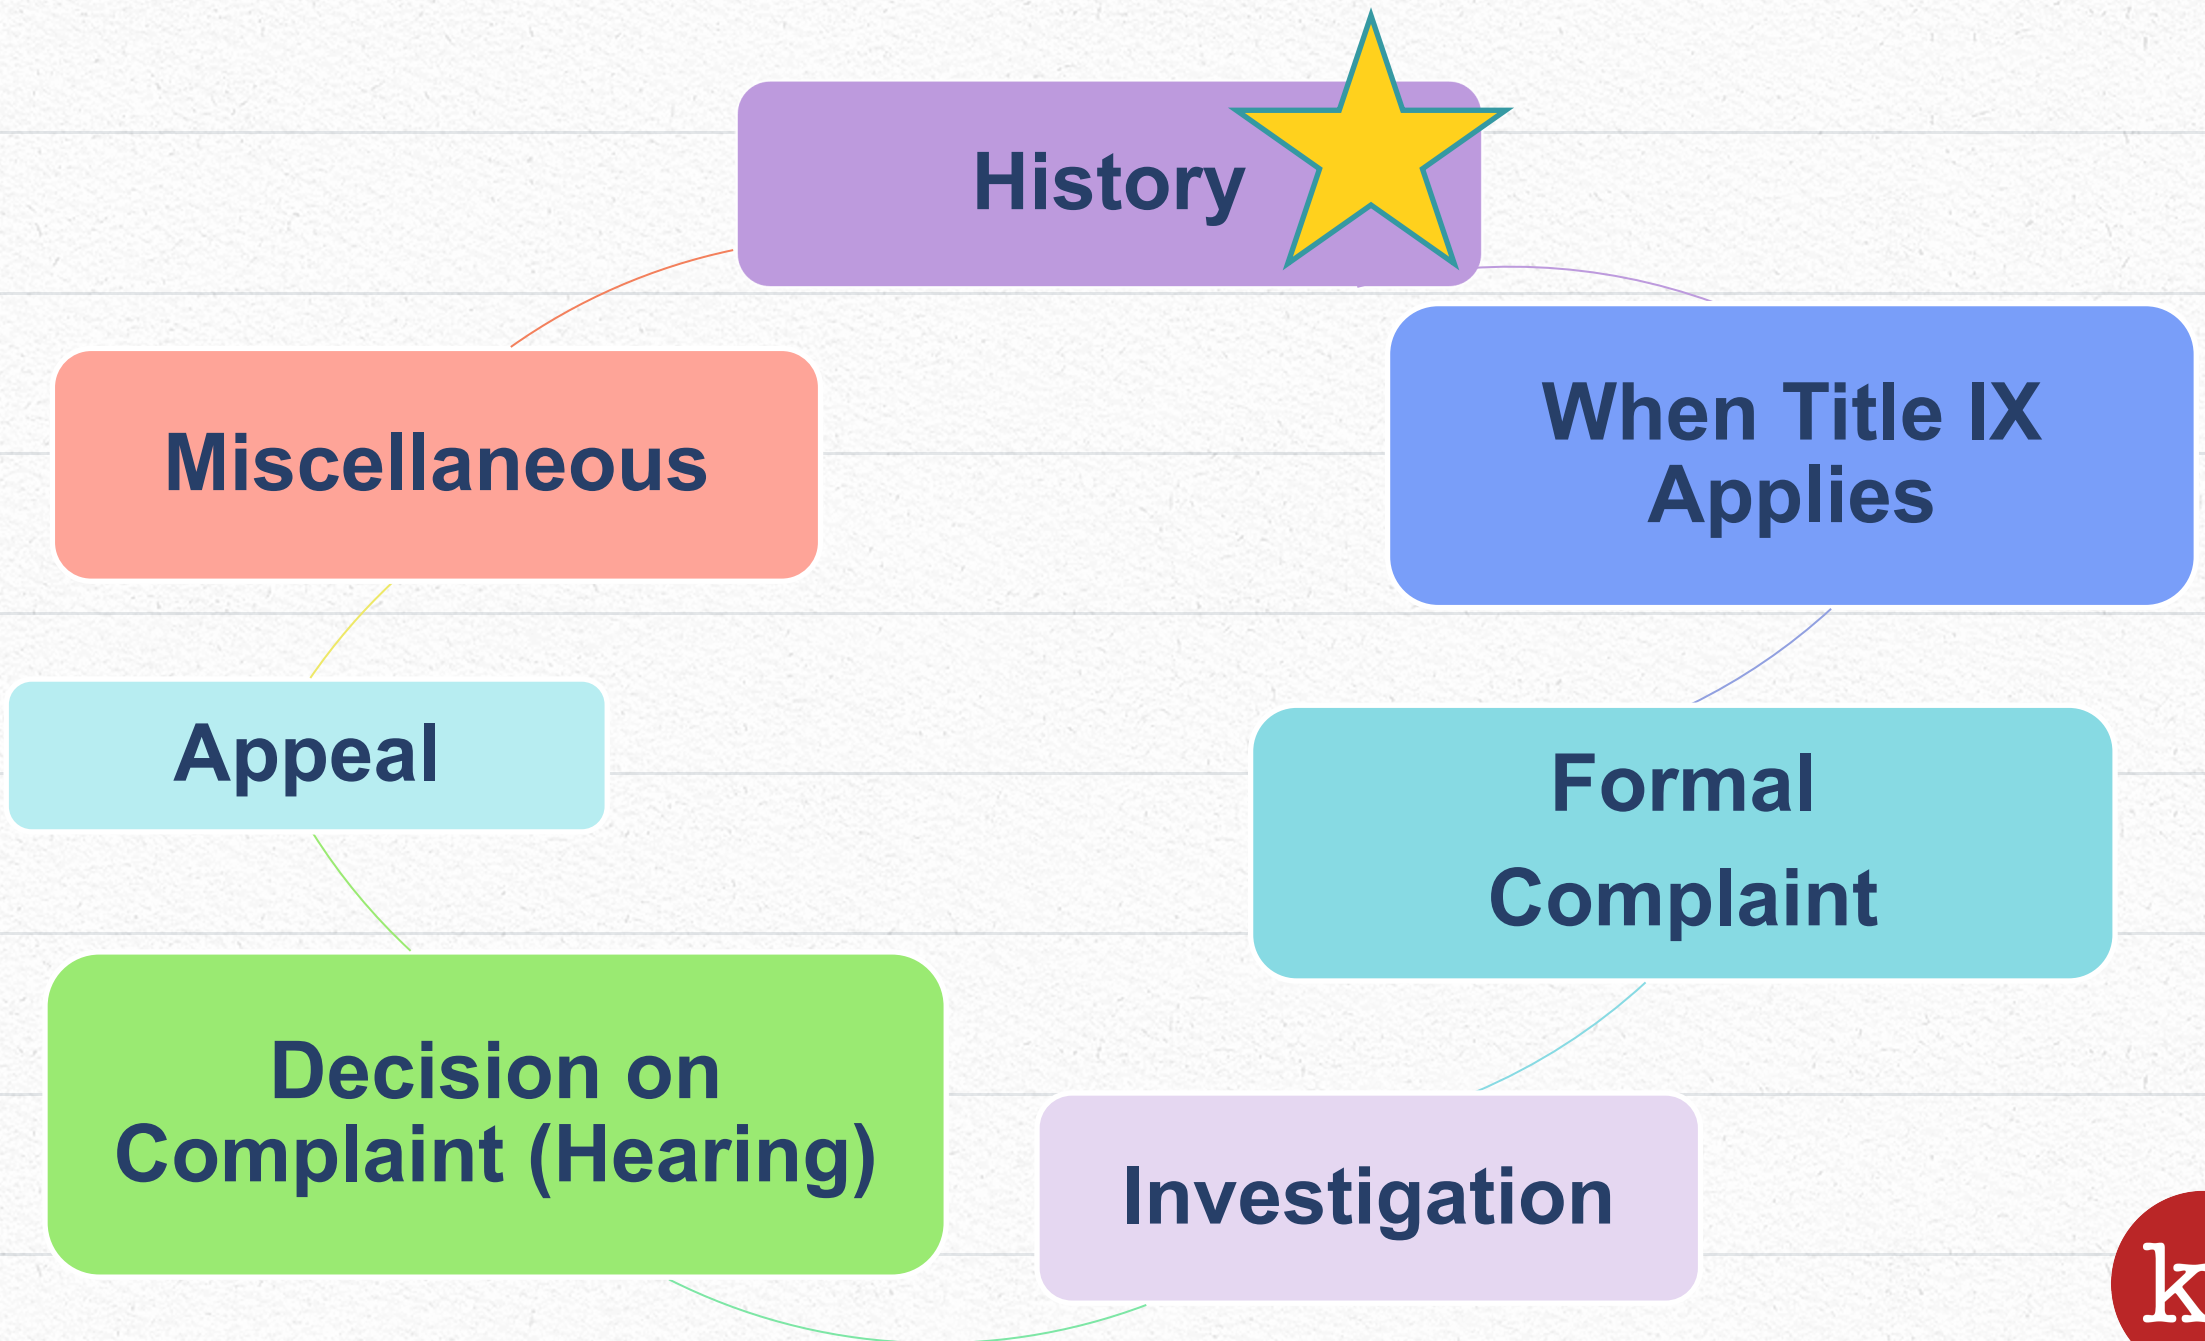 History
When Title IX
Applies
Formal
Complaint
Investigation
Decision on
Complaint (Hearing)
Appeal
Miscellaneous
k